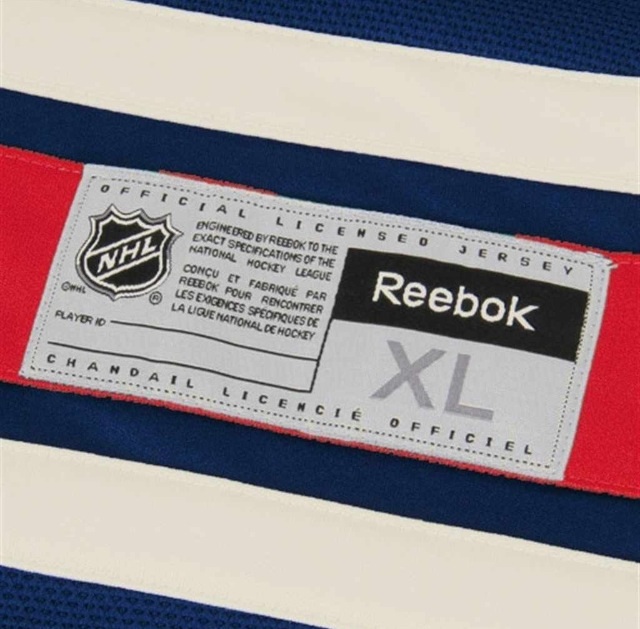 OFFICIAL LICENSED JERSEY
NHL
©NHL
®
ENGINEERED BY REEBOK TO THE
EXACT SPECIFICATIONS OF THE
NATIONAL HOCKEY LEAGUE
CONÇU ET FABRIQUÉ PAR
REEBOK POUR RENCONTRER
LES EXIGENCES SPÉCIFIQUES DE
LA LIGUE NATIONAL DE HOCKEY
PLAYER ID
Reebok
XL
CHANDAIL LICENCIÉ OFFICIEL